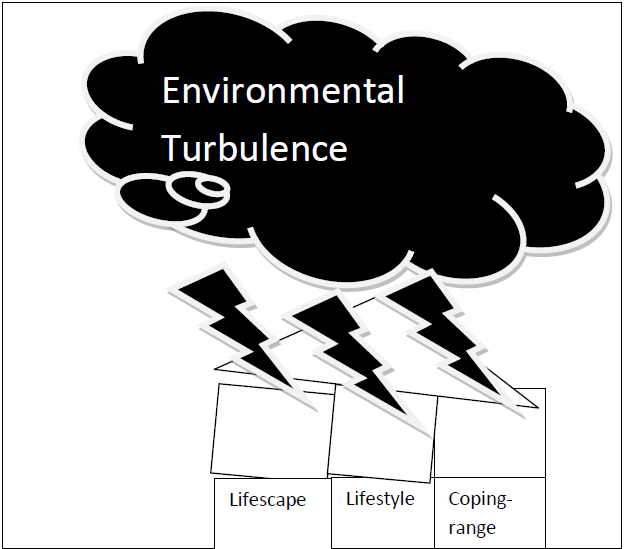 Environmental
Turbulence
Lifescape
Lifestyle
Coping-
range